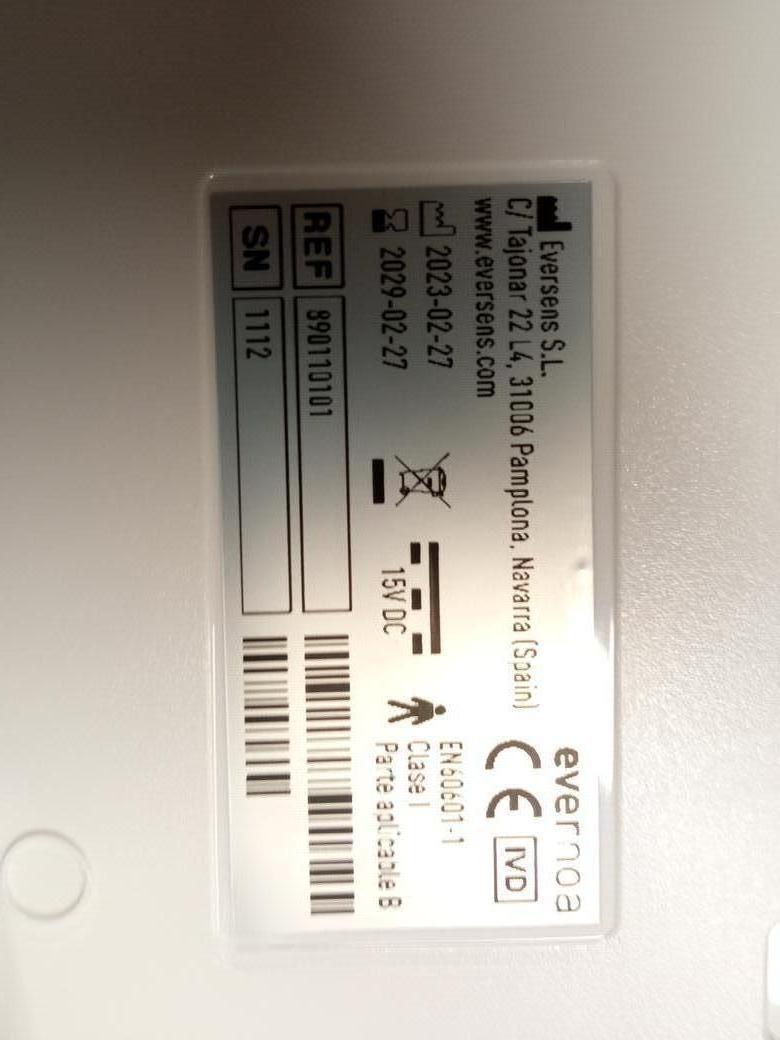 Eversens S.L.
C/ Tajonar 22 L4, 31006 Pamplona, Navarra (Spain)
www.eversens.com
evernoa
CE IVD
2023-02-27
2029-02-27
15V DC
EN60601-1
Clase I
Parte aplicable B
REF 890110101
SN 1112